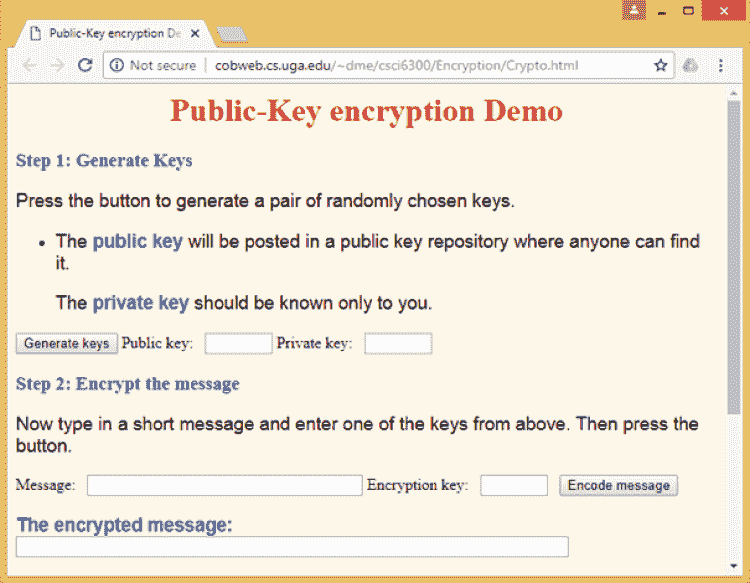 Public-Key encryption De
Not secure | cobweb.cs.uga.edu/~dme/csci6300/Encryption/Crypto.html
Public-Key encryption Demo
Step 1: Generate Keys
Press the button to generate a pair of randomly chosen keys.
• The public key will be posted in a public key repository where anyone can find
it.
The private key should be known only to you.
Generate keys Public key: Private key:
Step 2: Encrypt the message
Now type in a short message and enter one of the keys from above. Then press the
button.
Message: Encryption key: Encode message
The encrypted message: